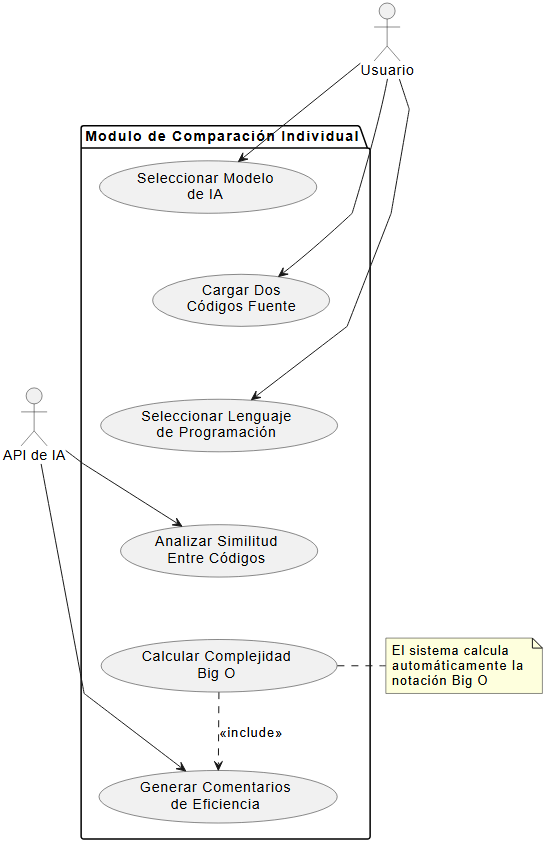 Usuario
Modulo de Comparación Individual
Seleccionar Modelo
de IA
Cargar Dos
Códigos Fuente
Seleccionar Lenguaje
de Programación
API de IA
Analizar Similitud
Entre Códigos
Calcular Complejidad
Big O
El sistema calcula
automáticamente la
notación Big O
«include»
Generar Comentarios
de Eficiencia